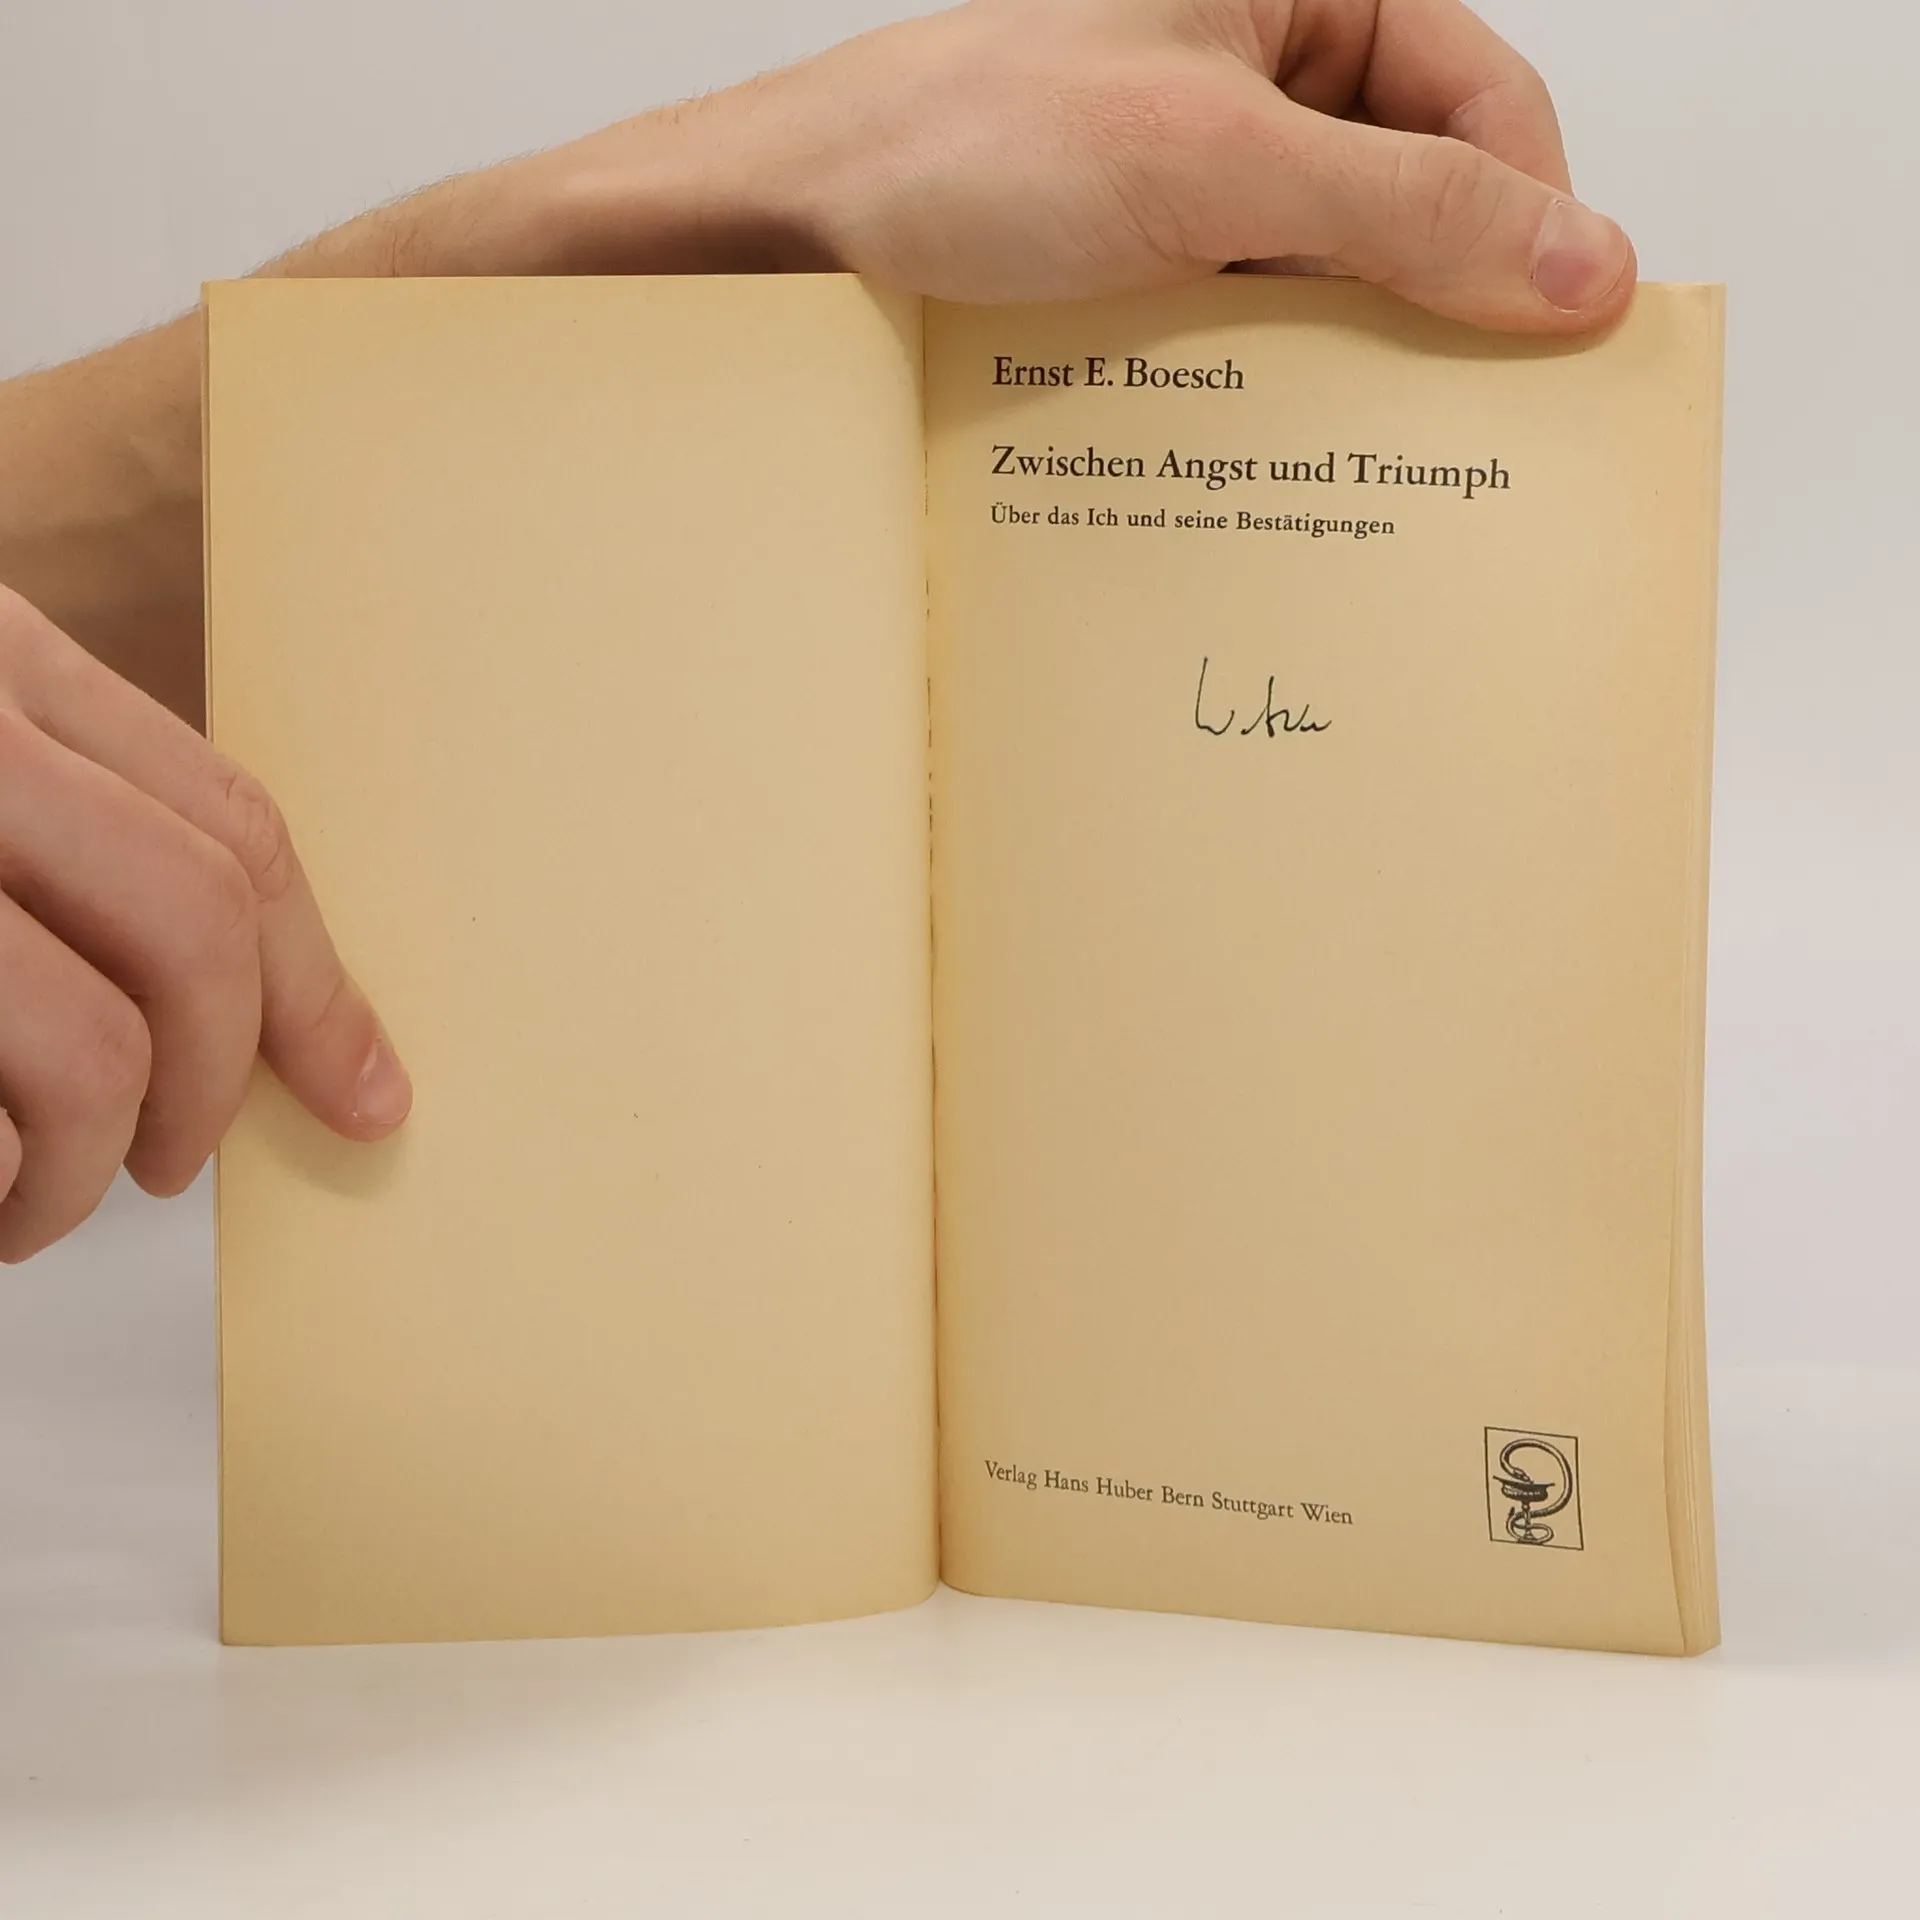 Ernst E. Boesch
Zwischen Angst und Triumph
Über das Ich und seine Bestätigungen
Verlag Hans Huber Bern Stuttgart Wien